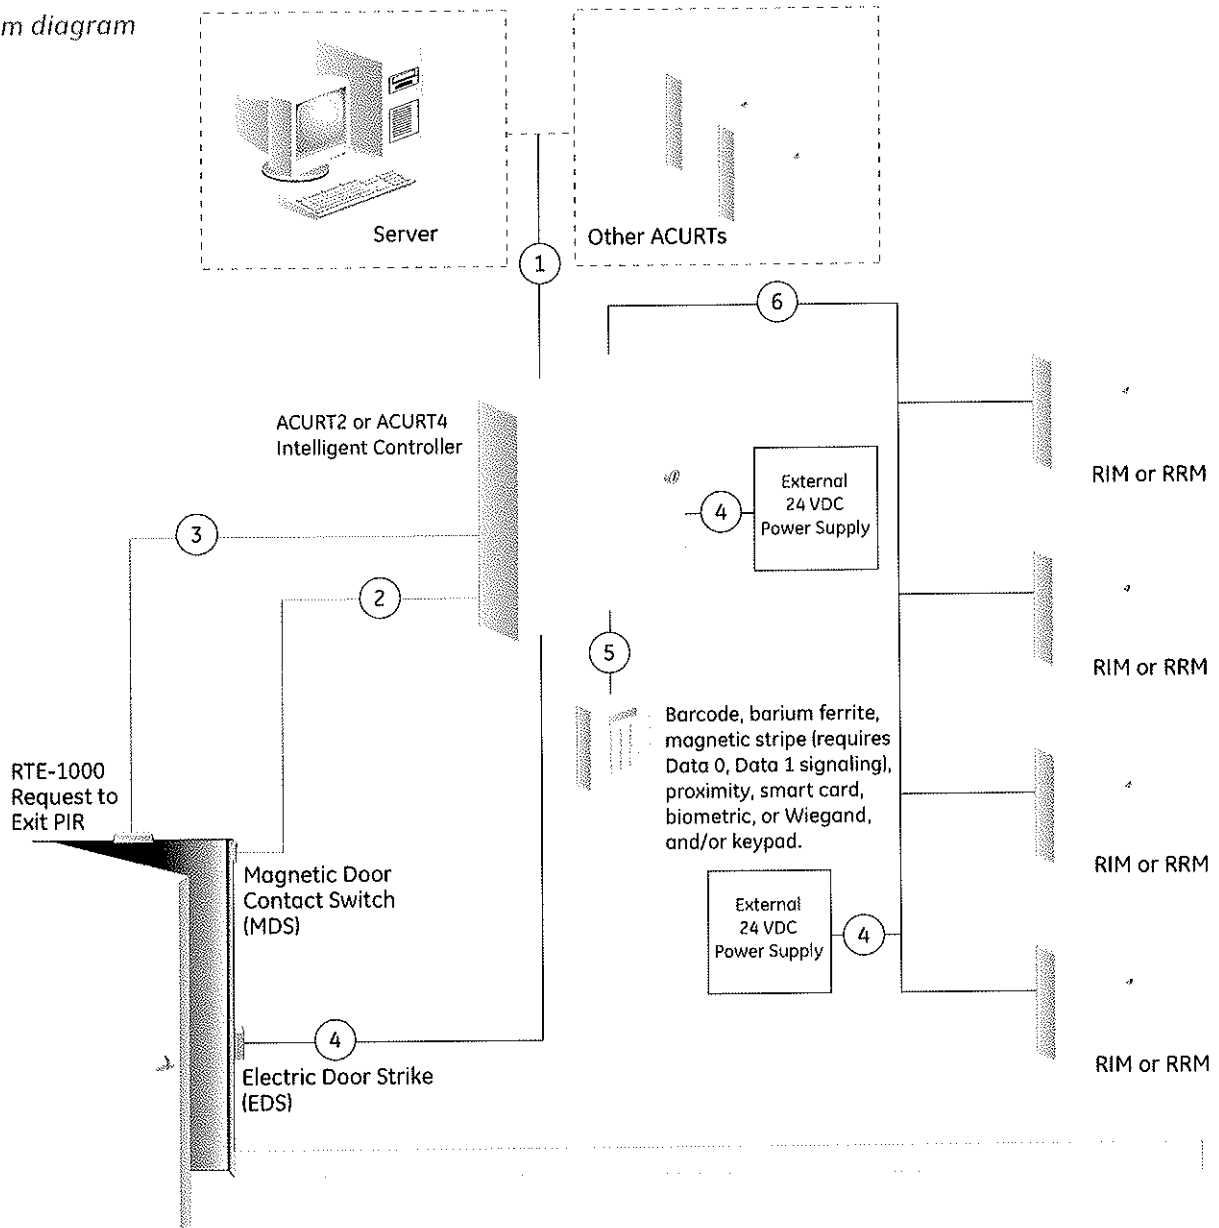 m diagram
Server
Other ACURTs
1
6
ACURT2 or ACURT4
Intelligent Controller
RIM or RRM
External
24 VDC
Power Supply
4
3
2
5
RIM or RRM
Barcode, barium ferrite,
magnetic stripe (requires
Data 0, Data 1 signaling),
proximity, smart card,
biometric, or Wiegand,
and/or keypad.
RTE-1000
Request to
Exit PIR
Magnetic Door
Contact Switch
(MDS)
RIM or RRM
External
24 VDC
Power Supply
4
4
Electric Door Strike
(EDS)
RIM or RRM